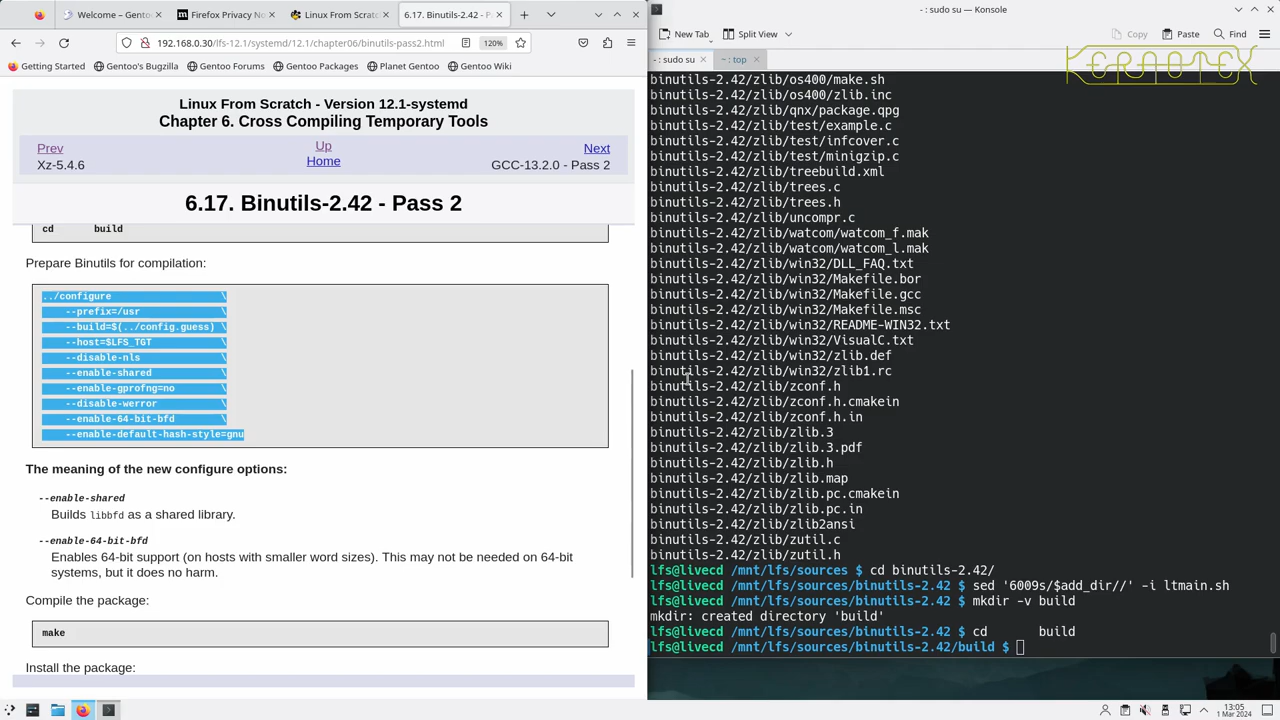 Welcome – Gentoo
Firefox Privacy No
Linux From Scratc
6.17. Binutils-2.42 - P
192.168.0.30/lfs-12.1/systemd/12.1/chapter06/binutils-pass2.html
120%
Getting Started
Gentoo's Bugzilla
Gentoo Forums
Gentoo Packages
Planet Gentoo
Gentoo Wiki
Linux From Scratch - Version 12.1-systemd
Chapter 6. Cross Compiling Temporary Tools
Prev
Up
Next
Xz-5.4.6
Home
GCC-13.2.0 - Pass 2
6.17. Binutils-2.42 - Pass 2
cd build
Prepare Binutils for compilation:
../configure \
--prefix=/usr \
--build=$(../config.guess) \
--host=$LFS_TGT \
--disable-nls \
--enable-shared \
--enable-gprofng=no \
--disable-werror \
--enable-64-bit-bfd \
--enable-default-hash-style=gnu
The meaning of the new configure options:
--enable-shared
Builds libbfd as a shared library.
--enable-64-bit-bfd
Enables 64-bit support (on hosts with smaller word sizes). This may not be needed on 64-bit
systems, but it does no harm.
Compile the package:
make
Install the package:
- : sudo su — Konsole
New Tab
Split View
Copy
Paste
Find
- : sudo su
~ : top
KERNOTEX
binutils-2.42/zlib/os400/make.sh
binutils-2.42/zlib/os400/zlib.inc
binutils-2.42/zlib/qnx/package.qpg
binutils-2.42/zlib/test/example.c
binutils-2.42/zlib/test/infcover.c
binutils-2.42/zlib/test/minigzip.c
binutils-2.42/zlib/treebuild.xml
binutils-2.42/zlib/trees.c
binutils-2.42/zlib/trees.h
binutils-2.42/zlib/uncompr.c
binutils-2.42/zlib/watcom/watcom_f.mak
binutils-2.42/zlib/watcom/watcom_l.mak
binutils-2.42/zlib/win32/DLL_FAQ.txt
binutils-2.42/zlib/win32/Makefile.bor
binutils-2.42/zlib/win32/Makefile.gcc
binutils-2.42/zlib/win32/Makefile.msc
binutils-2.42/zlib/win32/README-WIN32.txt
binutils-2.42/zlib/win32/VisualC.txt
binutils-2.42/zlib/win32/zlib.def
binutils-2.42/zlib/win32/zlib1.rc
binutils-2.42/zlib/zconf.h
binutils-2.42/zlib/zconf.h.cmakein
binutils-2.42/zlib/zconf.h.in
binutils-2.42/zlib/zlib.3
binutils-2.42/zlib/zlib.3.pdf
binutils-2.42/zlib/zlib.h
binutils-2.42/zlib/zlib.map
binutils-2.42/zlib/zlib.pc.cmakein
binutils-2.42/zlib/zlib.pc.in
binutils-2.42/zlib/zlib2ansi
binutils-2.42/zlib/zutil.c
binutils-2.42/zlib/zutil.h
lfs@livecd /mnt/lfs/sources $ cd binutils-2.42/
lfs@livecd /mnt/lfs/sources/binutils-2.42 $ sed '6009s/$add_dir//' -i ltmain.sh
lfs@livecd /mnt/lfs/sources/binutils-2.42 $ mkdir -v build
mkdir: created directory 'build'
lfs@livecd /mnt/lfs/sources/binutils-2.42 $ cd build
lfs@livecd /mnt/lfs/sources/binutils-2.42/build $
13:05
1 Mar 2024